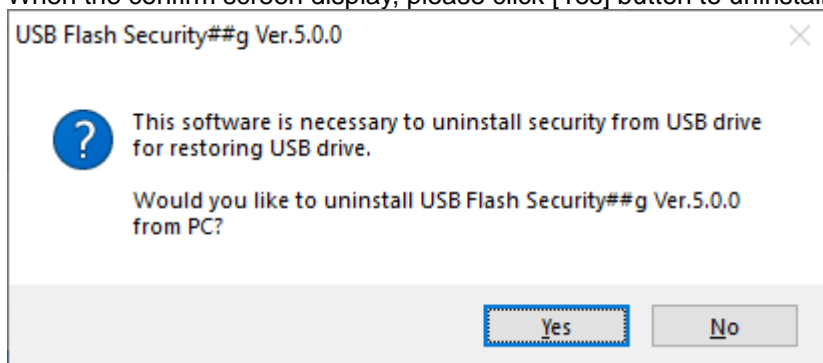 When the confirm screen display, please click [Yes] button to uninstall
USB Flash Security##g Ver.5.0.0
This software is necessary to uninstall security from USB drive
for restoring USB drive.
Would you like to uninstall USB Flash Security##g Ver.5.0.0
from PC?
Yes No